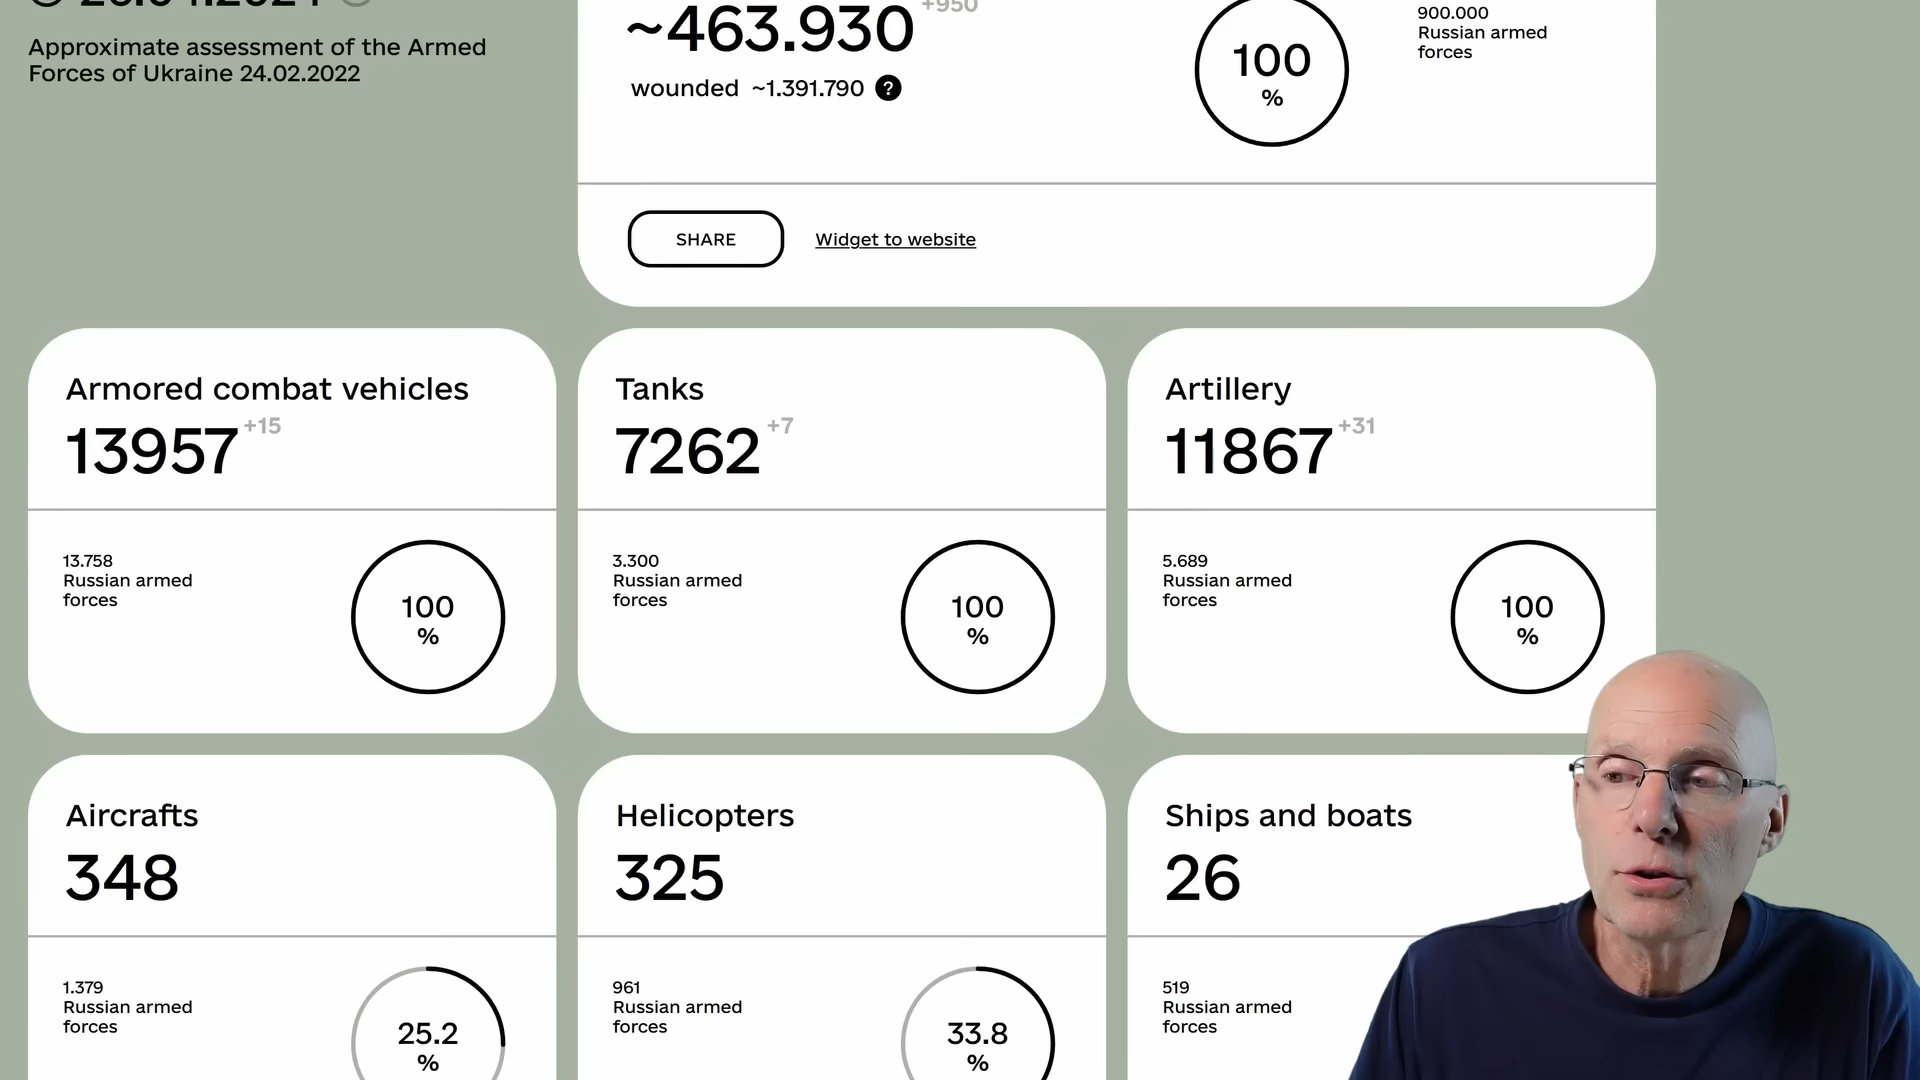 Approximate assessment of the Armed
Forces of Ukraine 24.02.2022
~463.930 +950
wounded ~1.391.790 ?
100
%
900.000
Russian armed
forces
SHARE
Widget to website
Armored combat vehicles
13957 +15
13.758
Russian armed
forces
100
%
Tanks
7262 +7
3.300
Russian armed
forces
100
%
Artillery
11867 +31
5.689
Russian armed
forces
100
%
Aircrafts
348
1.379
Russian armed
forces
25.2
%
Helicopters
325
961
Russian armed
forces
33.8
%
Ships and boats
26
519
Russian armed
forces